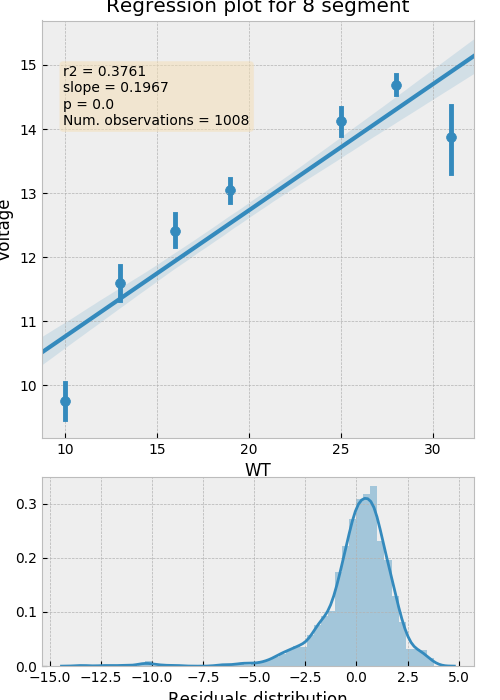 Regression plot for 8 segment
r2 = 0.3761
slope = 0.1967
p = 0.0
Num. observations = 1008
15
14
13
12
11
10
Voltage
10 15 20 25 30
WT
0.3
0.2
0.1
0.0
−15.0 −12.5 −10.0 −7.5 −5.0 −2.5 0.0 2.5 5.0
Residuals distribution